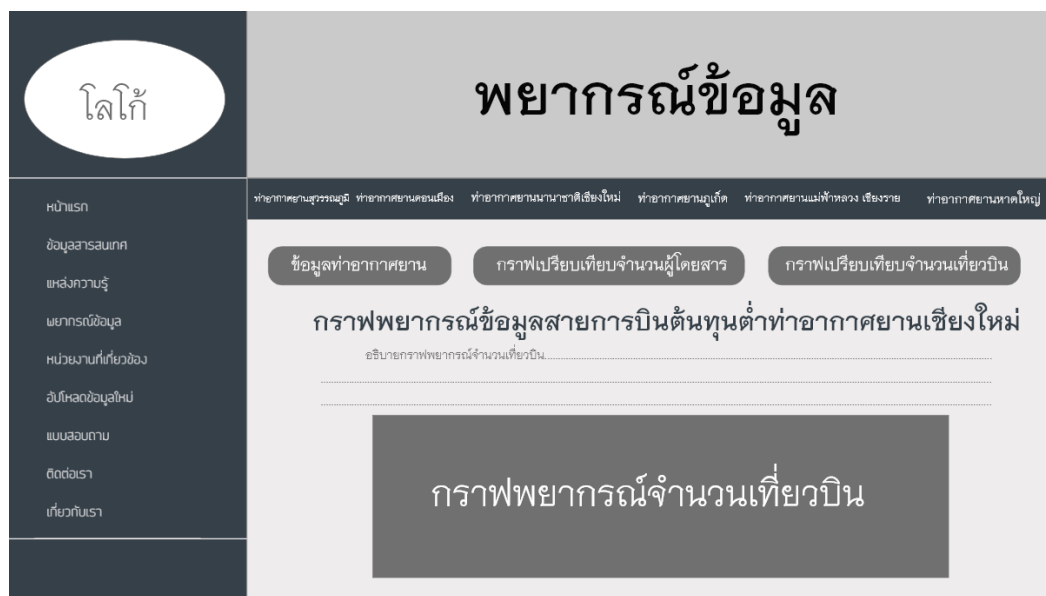 โลโก้
พยากรณ์ข้อมูล
หน้าแรก
ข้อมูลสารสนเทศ
แหล่งความรู้
พยากรณ์ข้อมูล
หน่วยงานที่เกี่ยวข้อง
อัปโหลดข้อมูลใหม่
แบบสอบถาม
ติดต่อเรา
เกี่ยวกับเรา
ท่าอากาศยานสุวรรณภูมิ ท่าอากาศยานดอนเมือง ท่าอากาศยานนานาชาติเชียงใหม่ ท่าอากาศยานภูเก็ต ท่าอากาศยานแม่ฟ้าหลวง เชียงราย ท่าอากาศยานหาดใหญ่
ข้อมูลท่าอากาศยาน กราฟเปรียบเทียบจำนวนผู้โดยสาร กราฟเปรียบเทียบจำนวนเที่ยวบิน
กราฟพยากรณ์ข้อมูลสายการบินต้นทุนต่ำท่าอากาศยานเชียงใหม่
อธิบายกราฟพยากรณ์จำนวนเที่ยวบิน
กราฟพยากรณ์จำนวนเที่ยวบิน